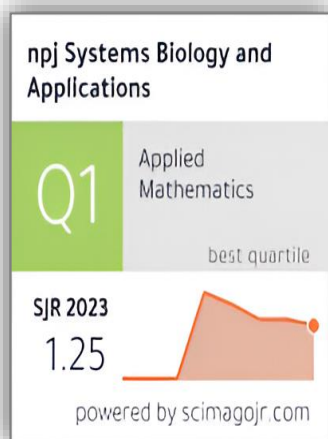 npj Systems Biology and
Applications
Q1
Applied
Mathematics
best quartile
SJR 2023
1.25
powered by scimagojr.com